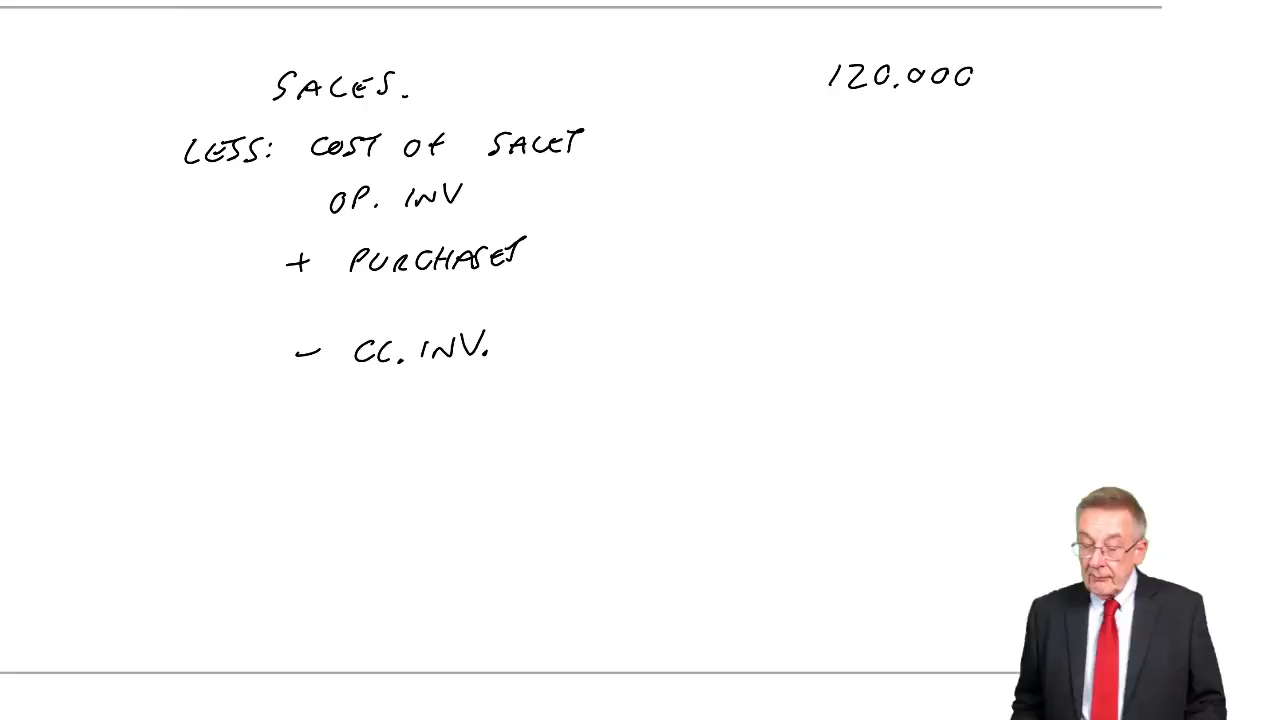 SALES. 120.000
LESS: COST OF SALES
OP. INV
+ PURCHASES
- CL. INV.